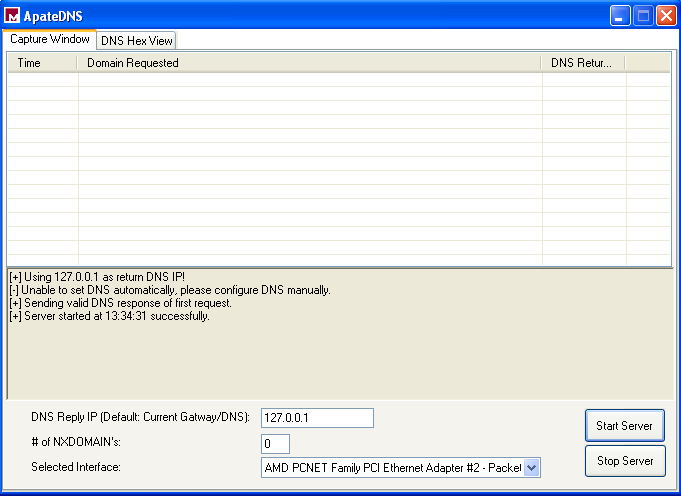 ApateDNS
Capture Window DNS Hex View
Time Domain Requested DNS Retur...
[+] Using 127.0.0.1 as return DNS IP!
[-] Unable to set DNS automatically, please configure DNS manually.
[+] Sending valid DNS response of first request.
[+] Server started at 13:34:31 successfully.
DNS Reply IP (Default: Current Gatway/DNS): 127.0.0.1
# of NXDOMAIN's: 0
Selected Interface: AMD PCNET Family PCI Ethernet Adapter #2 - Packet
Start Server
Stop Server